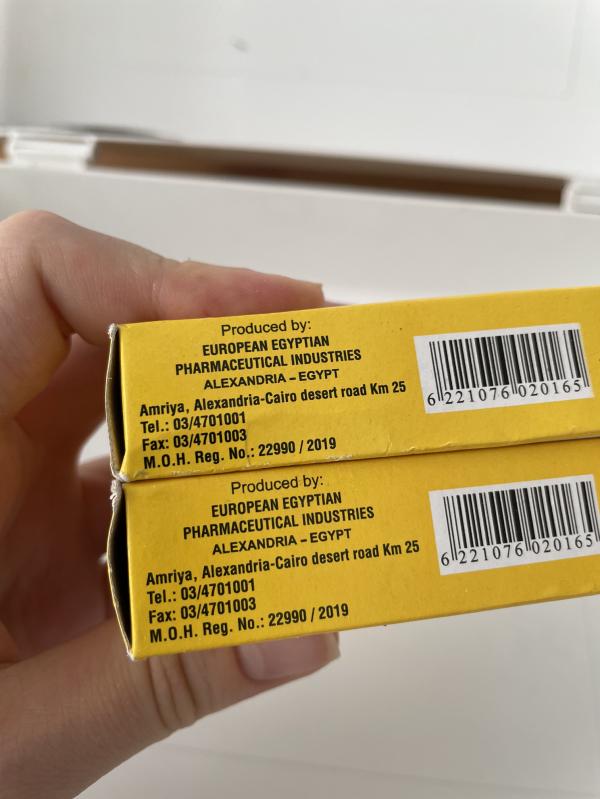 Produced by:
EUROPEAN EGYPTIAN
PHARMACEUTICAL INDUSTRIES
ALEXANDRIA – EGYPT
Amriya, Alexandria-Cairo desert road Km 25
Tel.: 03/4701001
Fax: 03/4701003
M.O.H. Reg. No.: 22990 / 2019
6 221076 020165
Produced by:
EUROPEAN EGYPTIAN
PHARMACEUTICAL INDUSTRIES
ALEXANDRIA – EGYPT
Amriya, Alexandria-Cairo desert road Km 25
Tel.: 03/4701001
Fax: 03/4701003
M.O.H. Reg. No.: 22990 / 2019
6 221076 020165